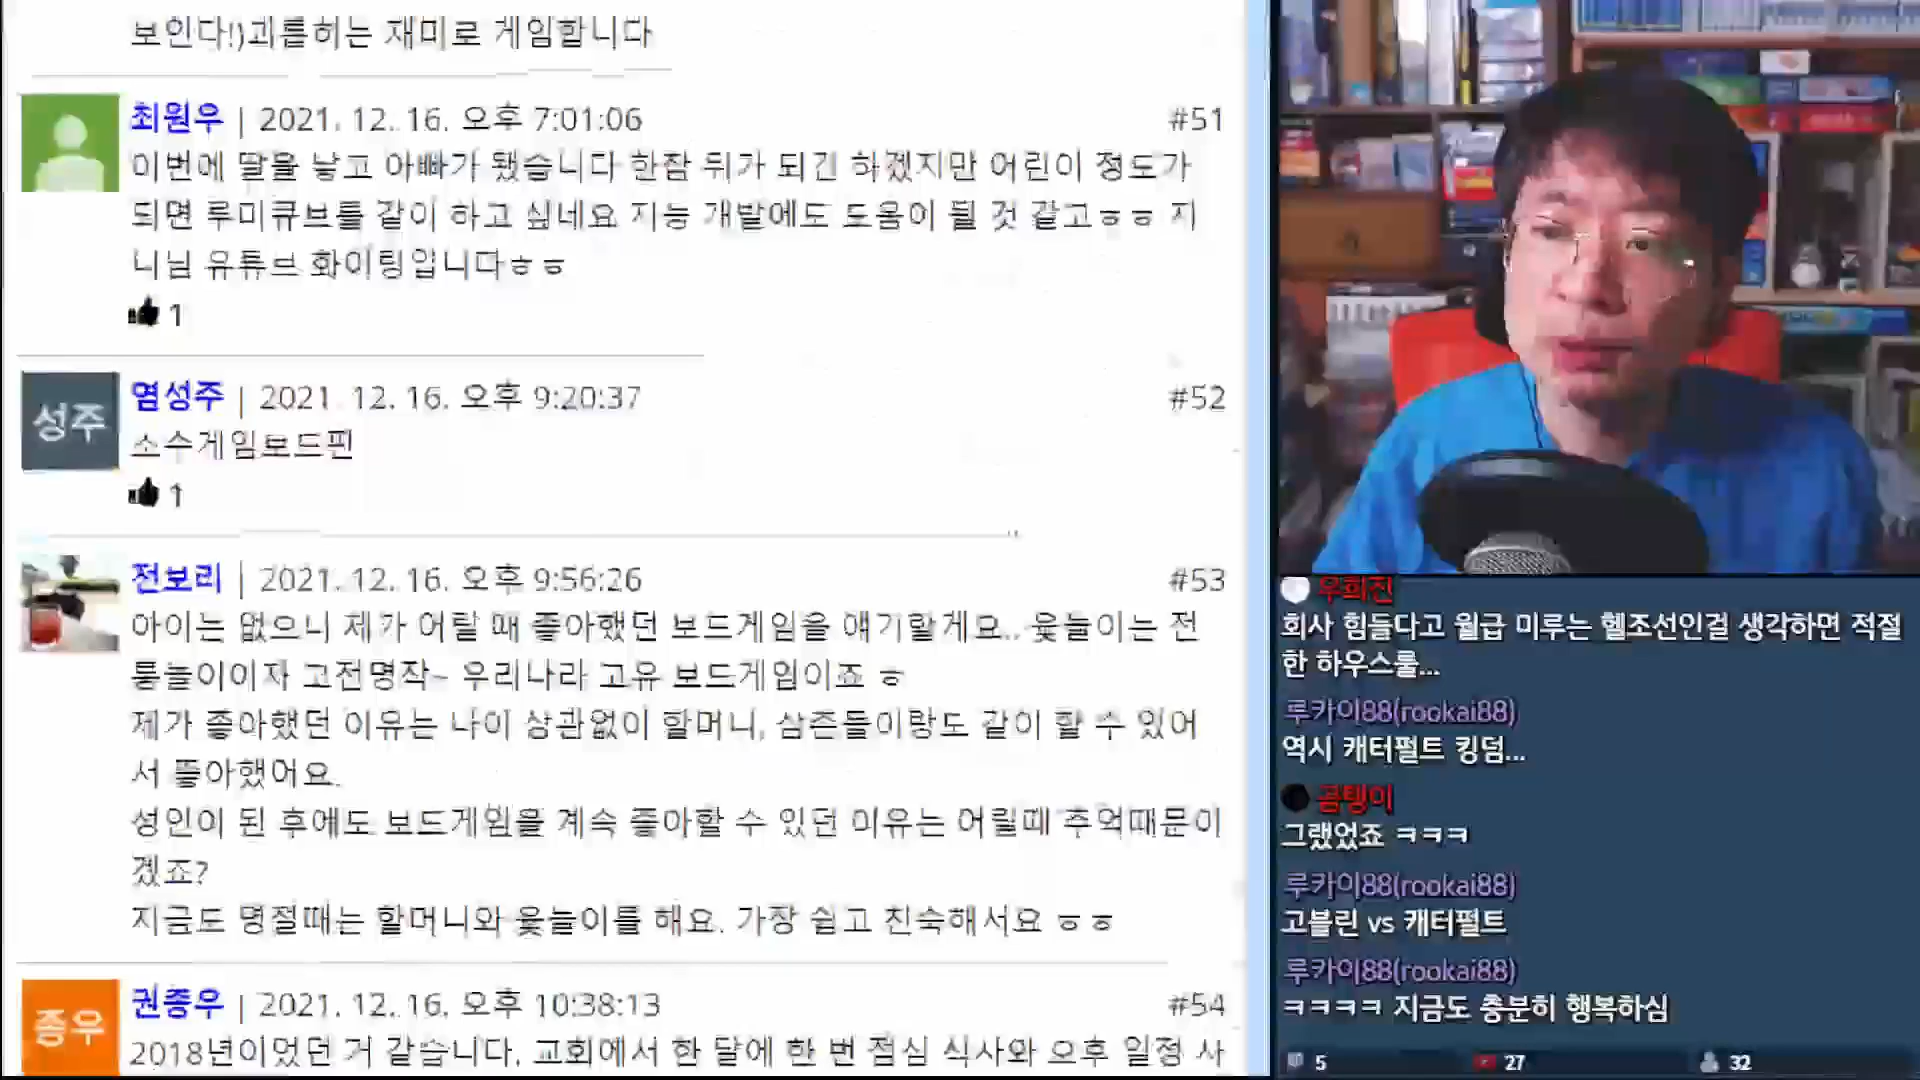 보인다!)괴롭히는 재미로 게임합니다
최원우 | 2021. 12. 16. 오후 7:01:06 #51
이번에 딸을 낳고 아빠가 됐습니다 한참 뒤가 되긴 하겠지만 어린이 정도가
되면 루미큐브를 같이 하고 싶네요 지능 개발에도 도움이 될 것 같고ㅎㅎ 지
니님 유튜브 화이팅입니다ㅎㅎ
1
성주
염성주 | 2021. 12. 16. 오후 9:20:37 #52
소수게임보드핀
1
전보리 | 2021. 12. 16. 오후 9:56:26 #53
아이는 없으니 제가 어릴 때 좋아했던 보드게임을 얘기할게요.. 윷놀이는 전
통놀이이자 고전명작~ 우리나라 고유 보드게임이죠 ㅎ
제가 좋아했던 이유는 나이 상관없이 할머니, 삼촌들이랑도 같이 할 수 있어
서 좋아했어요.
성인이 된 후에도 보드게임을 계속 좋아할 수 있던 이유는 어릴때 추억때문이
겠죠?
지금도 명절때는 할머니와 윷놀이를 해요. 가장 쉽고 친숙해서요 ㅎㅎ
종우
권종우 | 2021. 12. 16. 오후 10:38:13 #54
2018년이었던 거 같습니다. 교회에서 한 달에 한 번 점심 식사와 오후 일정 사
우희진
회사 힘들다고 월급 미루는 헬조선인걸 생각하면 적절
한 하우스룰...
루카이88(rookai88)
역시 캐터펄트 킹덤...
곰탱이
그랬었죠 ㅋㅋㅋ
루카이88(rookai88)
고블린 vs 캐터펄트
루카이88(rookai88)
ㅋㅋㅋㅋ 지금도 충분히 행복하심
5 27 32